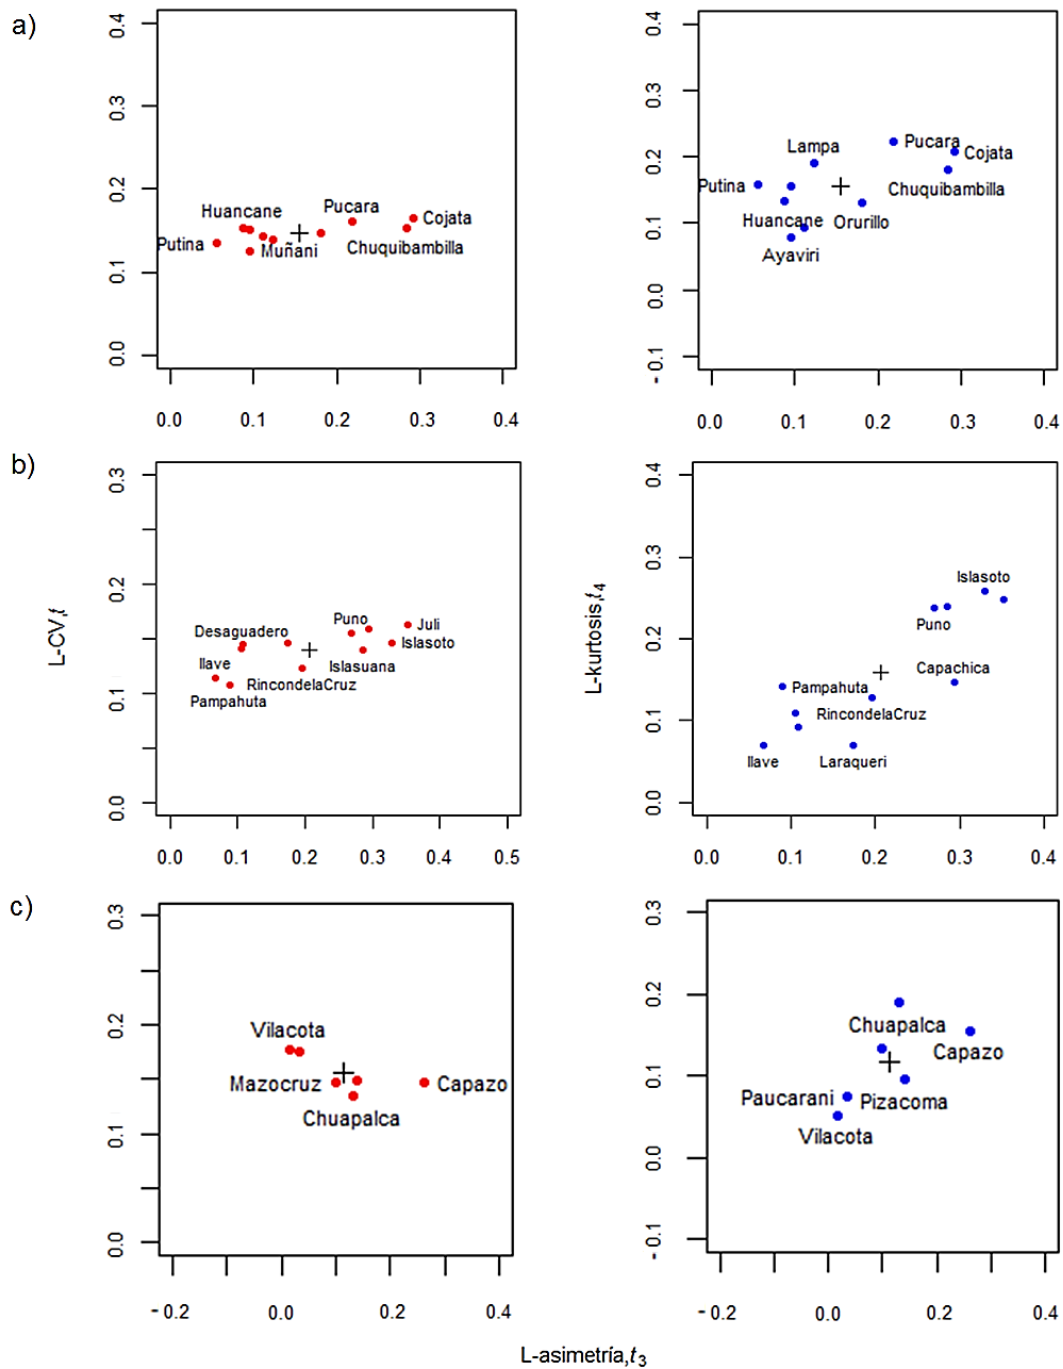 a)
0.4
0.3
0.2
0.1
0.0
Huancane
Pucara
Cojata
Putina
Muñani
Chuquibambilla
0.0 0.1 0.2 0.3 0.4
0.4
0.3
0.2
0.1
0.0
- 0.1
Lampa
Pucara
Cojata
Putina
Chuquibambilla
Huancane
Orurillo
Ayaviri
0.0 0.1 0.2 0.3 0.4
b)
L-CV,t
0.3
0.2
0.1
0.0
Desaguadero
Puno
Juli
Islasoto
Ilave
Islasuana
RincondelaCruz
Pampahuta
0.0 0.1 0.2 0.3 0.4 0.5
L-kurtosis,t4
0.4
0.3
0.2
0.1
0.0
Islasoto
Puno
Capachica
Pampahuta
RincondelaCruz
Ilave
Laraqueri
0.0 0.1 0.2 0.3 0.4
c)
0.3
0.2
0.1
0.0
Vilacota
Mazocruz
Capazo
Chuapalca
- 0.2 0.0 0.2 0.4
0.3
0.2
0.1
0.0
- 0.1
Chuapalca
Capazo
Paucarani
Pizacoma
Vilacota
- 0.2 0.0 0.2 0.4
L-asimetría,t3